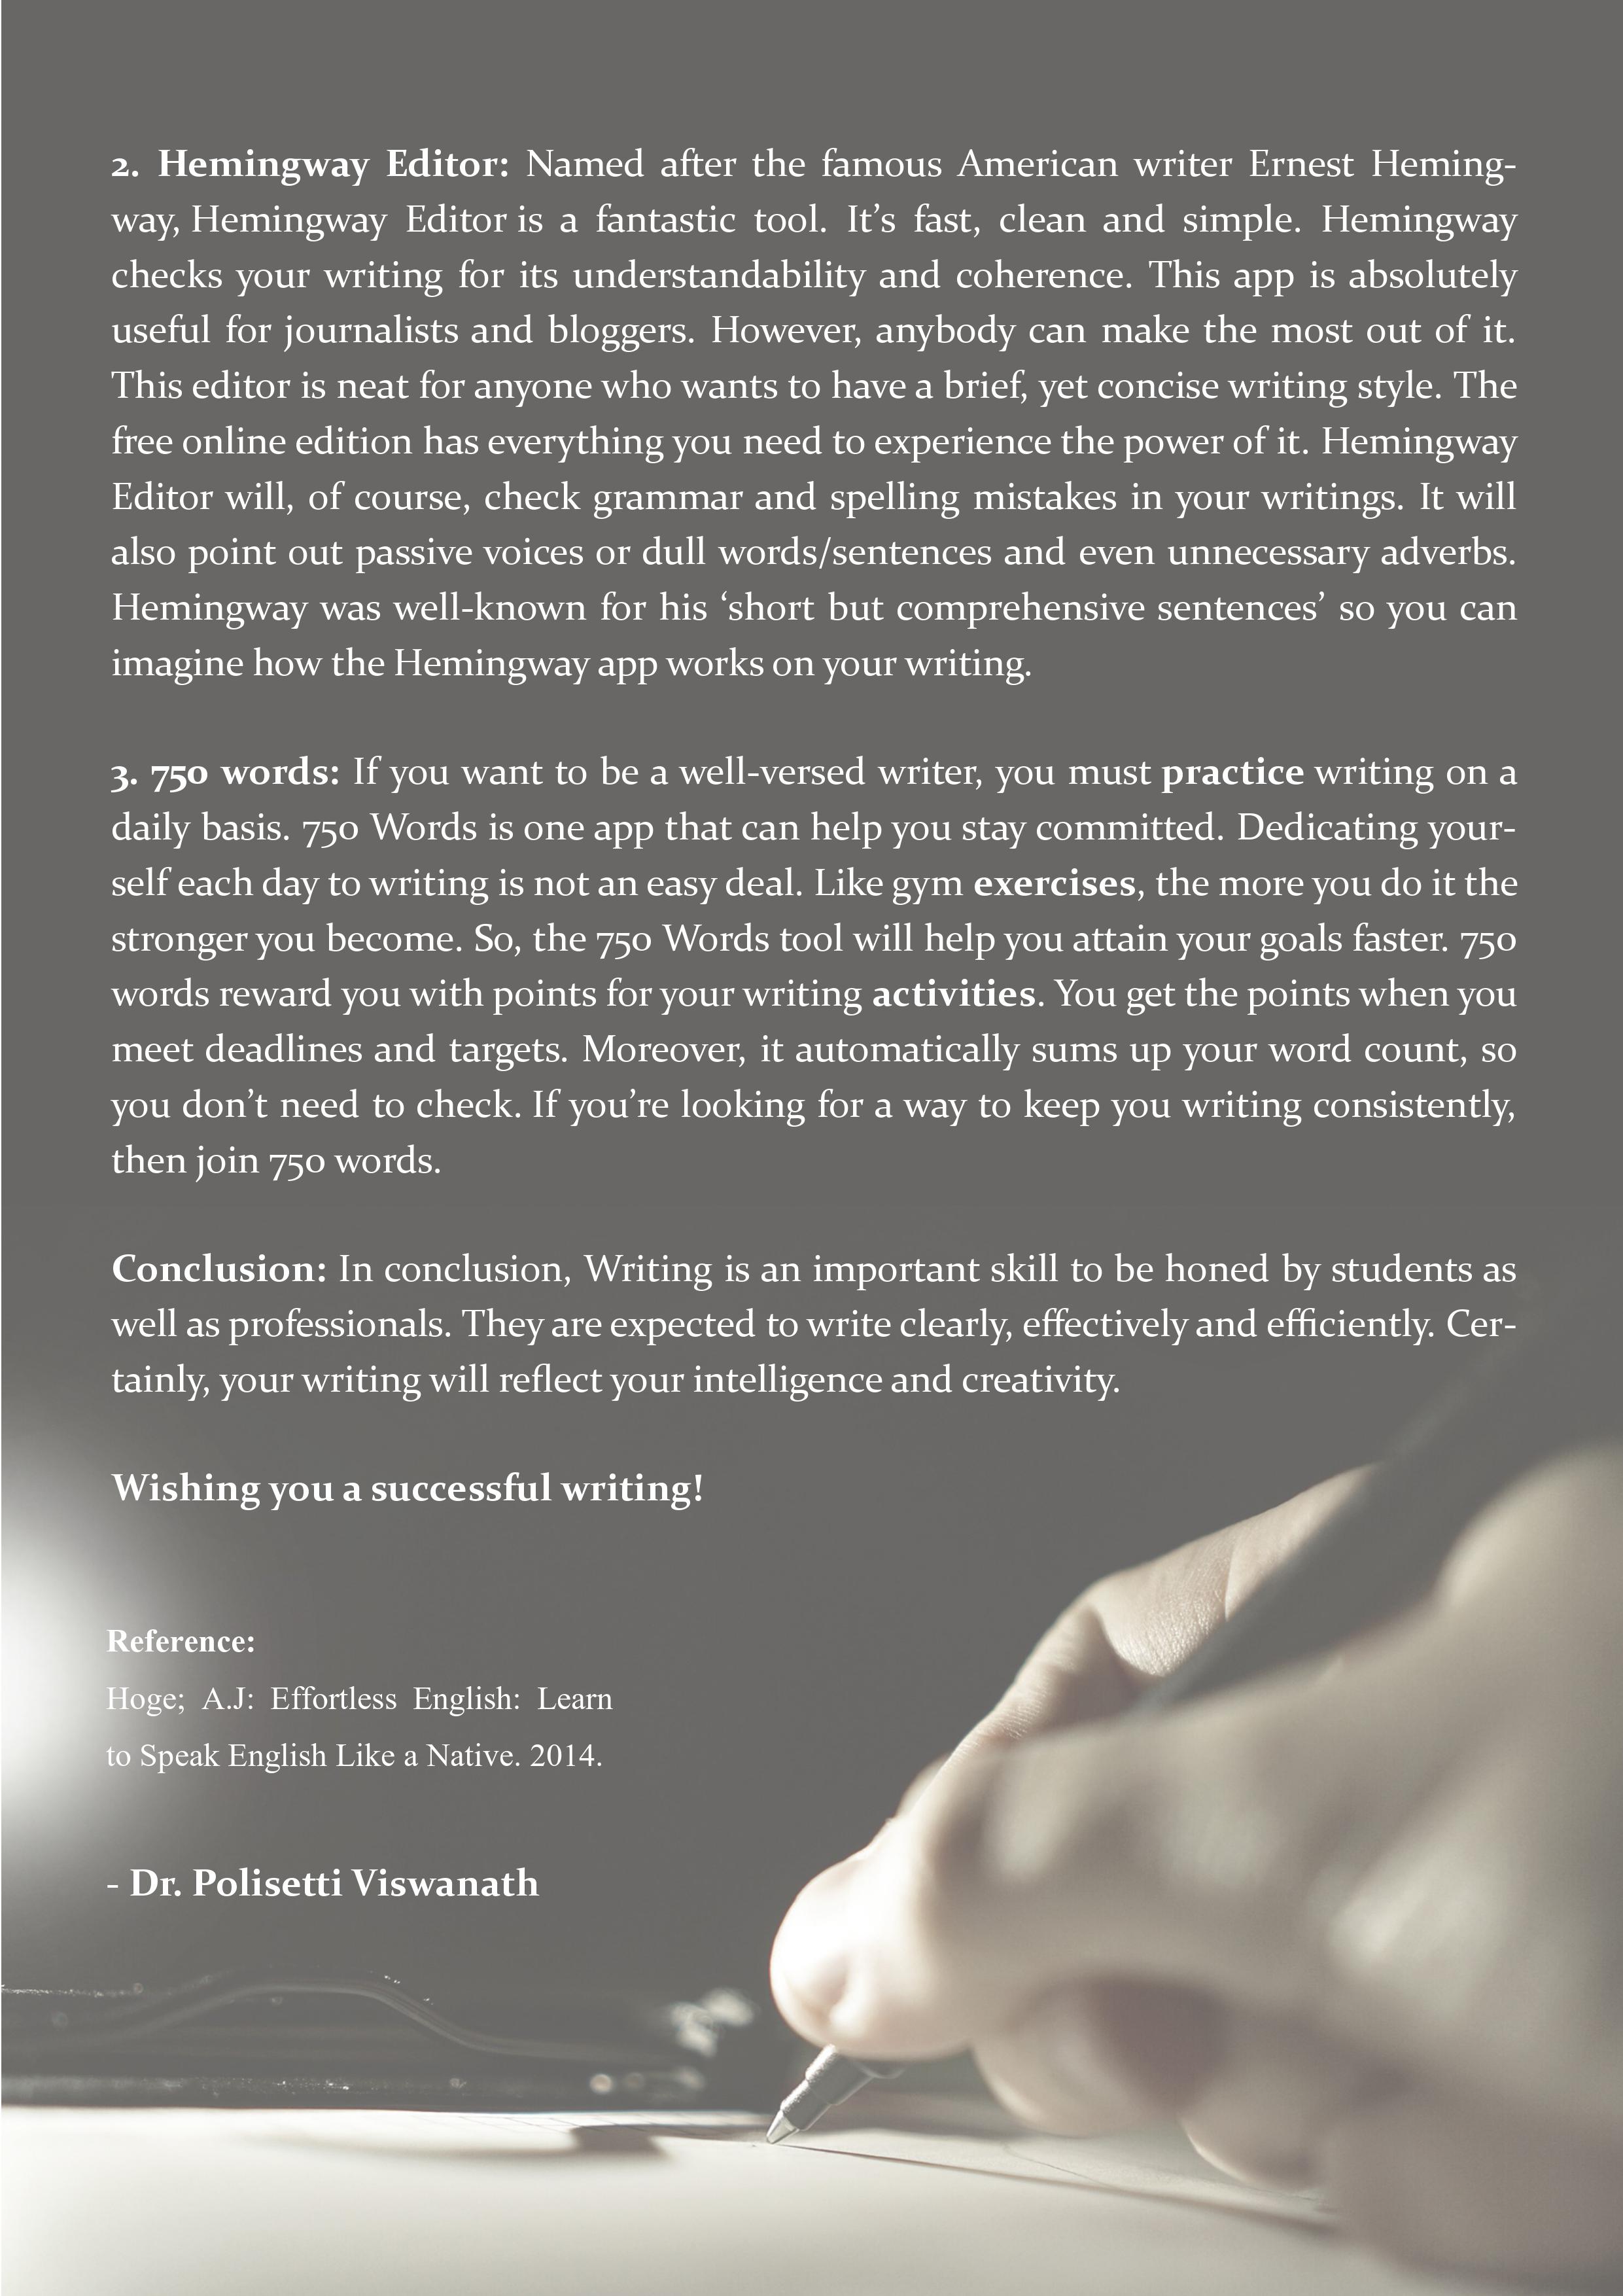 2. Hemingway Editor: Named after the famous American writer Ernest Heming-
way, Hemingway Editor is a fantastic tool. It’s fast, clean and simple. Hemingway
checks your writing for its understandability and coherence. This app is absolutely
useful for journalists and bloggers. However, anybody can make the most out of it.
This editor is neat for anyone who wants to have a brief, yet concise writing style. The
free online edition has everything you need to experience the power of it. Hemingway
Editor will, of course, check grammar and spelling mistakes in your writings. It will
also point out passive voices or dull words/sentences and even unnecessary adverbs.
Hemingway was well-known for his ‘short but comprehensive sentences’ so you can
imagine how the Hemingway app works on your writing.
3. 750 words: If you want to be a well-versed writer, you must practice writing on a
daily basis. 750 Words is one app that can help you stay committed. Dedicating your-
self each day to writing is not an easy deal. Like gym exercises, the more you do it the
stronger you become. So, the 750 Words tool will help you attain your goals faster. 750
words reward you with points for your writing activities. You get the points when you
meet deadlines and targets. Moreover, it automatically sums up your word count, so
you don’t need to check. If you’re looking for a way to keep you writing consistently,
then join 750 words.
Conclusion: In conclusion, Writing is an important skill to be honed by students as
well as professionals. They are expected to write clearly, effectively and efficiently. Cer-
tainly, your writing will reflect your intelligence and creativity.
Wishing you a successful writing!
Reference:
Hoge; A.J: Effortless English: Learn
to Speak English Like a Native. 2014.
- Dr. Polisetti Viswanath